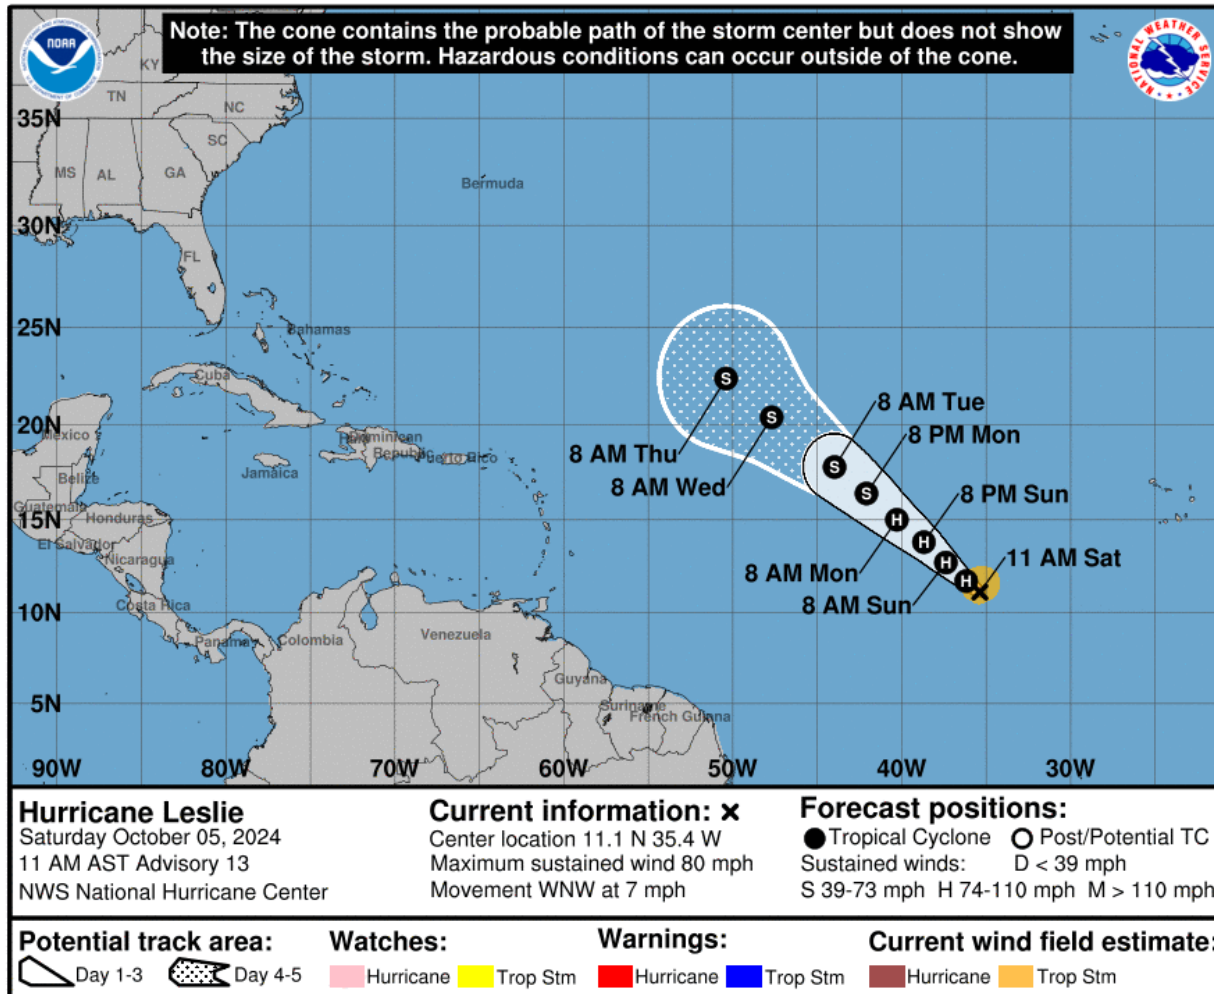 Note: The cone contains the probable path of the storm center but does not show
the size of the storm. Hazardous conditions can occur outside of the cone.
NOAA
NATIONAL WEATHER SERVICE
KY
TN
NC
SC
MS
AL
GA
FL
35N
30N
25N
20N
15N
10N
5N
90W
80W
70W
60W
50W
40W
30W
Bermuda
Bahamas
Cuba
Mexico
Dominican
Republic
Puerto Rico
Jamaica
Belize
Guatemala
Honduras
El Salvador
Nicaragua
Costa Rica
Panama
Colombia
Venezuela
Guyana
Suriname
French Guiana
S
S
S
S
H
H
H
H
8 AM Tue
8 PM Mon
8 AM Thu
8 AM Wed
8 PM Sun
11 AM Sat
8 AM Mon
8 AM Sun
Hurricane Leslie
Saturday October 05, 2024
11 AM AST Advisory 13
NWS National Hurricane Center
Current information: x
Center location 11.1 N 35.4 W
Maximum sustained wind 80 mph
Movement WNW at 7 mph
Forecast positions:
Tropical Cyclone Post/Potential TC
Sustained winds: D < 39 mph
S 39-73 mph H 74-110 mph M > 110 mph
Potential track area:
Day 1-3 Day 4-5
Watches:
Hurricane Trop Stm
Warnings:
Hurricane Trop Stm
Current wind field estimate:
Hurricane Trop Stm